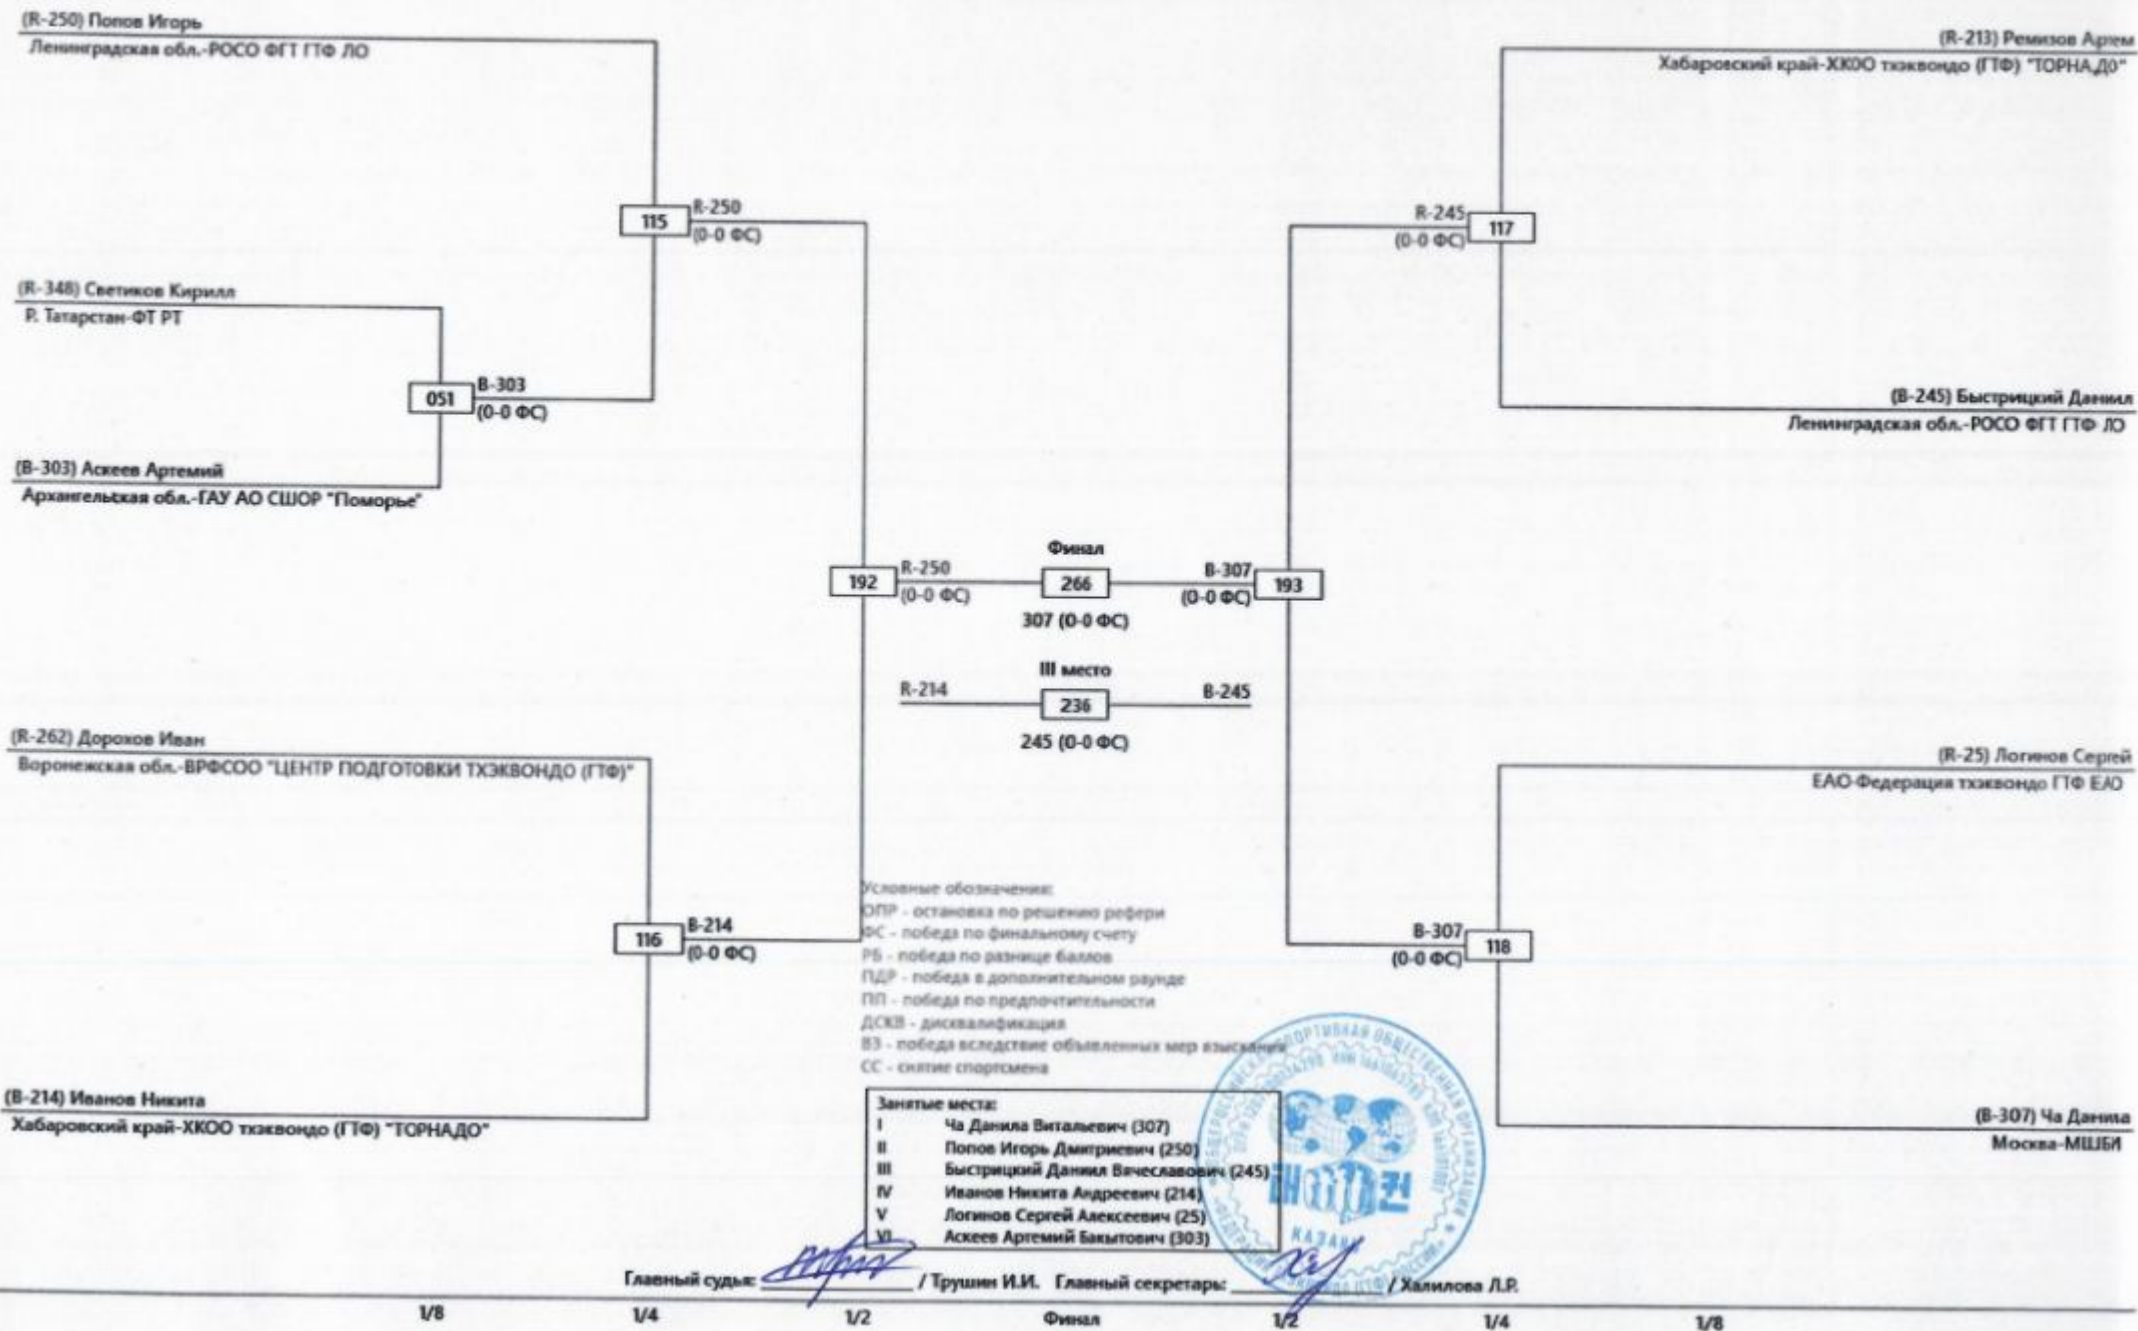 (R-250) Попов Игорь
Ленинградская обл.-РОСО ФГТ ГТФ ЛО
(R-213) Ремизов Артем
Хабаровский край-ХКОО тхэквондо (ГТФ) "ТОРНАДО"
115
R-250
(0-0 ФС)
R-245
(0-0 ФС)
117
(R-348) Светиков Кирилл
Р. Татарстан-ФТ РТ
051
B-303
(0-0 ФС)
(B-245) Быстрицкий Даниил
Ленинградская обл.-РОСО ФГТ ГТФ ЛО
(B-303) Аскеев Артемий
Архангельская обл.-ГАУ АО СШОР "Поморье"
192
R-250
(0-0 ФС)
Финал
266
307 (0-0 ФС)
B-307
(0-0 ФС)
193
III место
R-214
236
B-245
245 (0-0 ФС)
(R-262) Дорохов Иван
Воронежская обл.-ВРФСОО "ЦЕНТР ПОДГОТОВКИ ТХЭКВОНДО (ГТФ)"
(R-25) Логинов Сергей
ЕАО-Федерация тхэквондо ГТФ ЕАО
116
B-214
(0-0 ФС)
B-307
(0-0 ФС)
118
Условные обозначения:
ОПР - остановка по решению рефери
ФС - победа по финальному счету
РБ - победа по разнице баллов
ПДР - победа в дополнительном раунде
ПП - победа по предпочтительности
ДСКВ - дисквалификация
ВЗ - победа вследствие объявленных мер взыскания
СС - снятие спортсмена
(B-214) Иванов Никита
Хабаровский край-ХКОО тхэквондо (ГТФ) "ТОРНАДО"
(B-307) Ча Данила
Москва-МШБИ
Занятые места:
I Ча Данила Витальевич (307)
II Попов Игорь Дмитриевич (250)
III Быстрицкий Даниил Вячеславович (245)
IV Иванов Никита Андреевич (214)
V Логинов Сергей Алексеевич (25)
VI Аскеев Артемий Бакытович (303)
КАЗАНЬ
Главный судья: / Трушин И.И. Главный секретарь: / Халилова Л.Р.
1/8 1/4 1/2 Финал 1/2 1/4 1/8